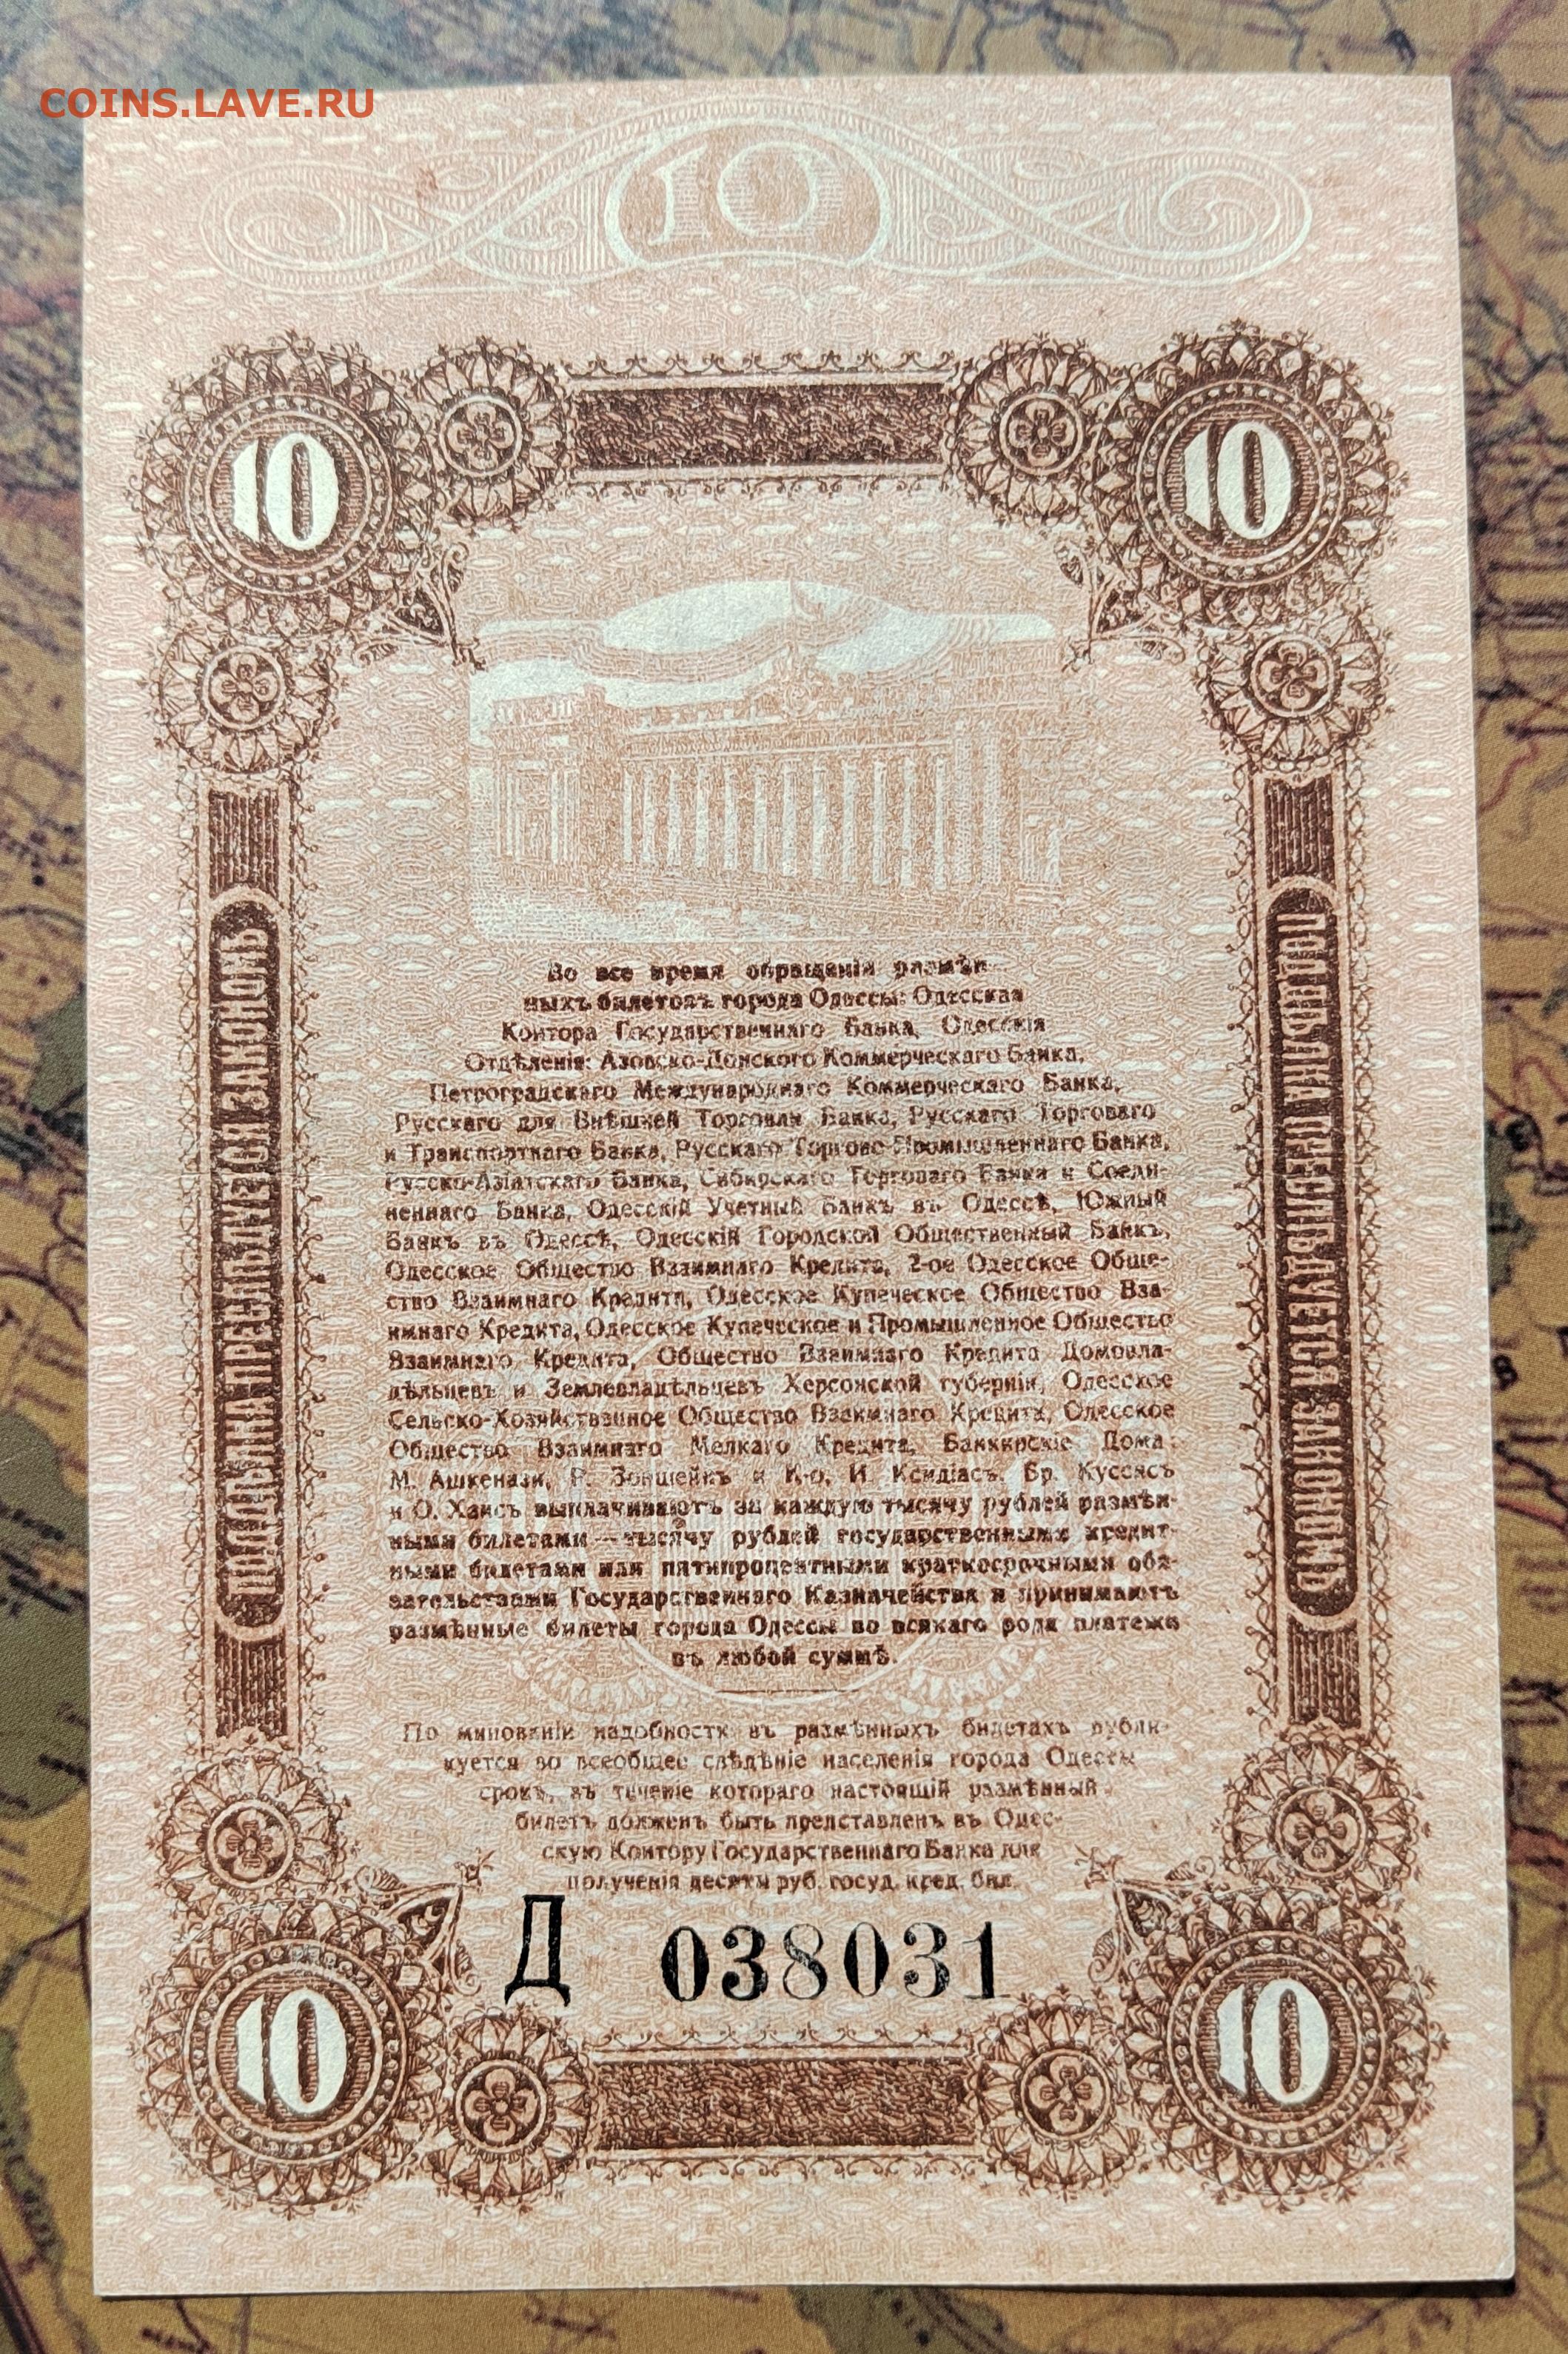 COINS.LAVE.RU
10
10
10
ПОДДѢЛКА ПРЕСЛѢДУЕТСЯ ЗАКОНОМЪ
ПОДДѢЛКА ПРЕСЛѢДУЕТСЯ ЗАКОНОМЪ
Во все время обращенія размѣн-
ныхъ билетовъ города Одессы: Одесская
Контора Государственнаго Банка, Одесскія
Отдѣленія: Азовско-Донского Коммерческаго Банка,
Петроградскаго Международнаго Коммерческаго Банка,
Русскаго для Внѣшней Торговли Банка, Русскаго Торговаго
и Транспортнаго Банка, Русскаго Торгово-Промышленнаго Банка,
Русско-Азіатскаго Банка, Сибирскаго Торговаго Банка и Соеди-
неннаго Банка, Одесскій Учетный Банкъ въ Одессѣ, Южный
Банкъ въ Одессѣ, Одесскій Городской Общественный Банкъ,
Одесское Общество Взаимнаго Кредита, 2-ое Одесское Обще-
ство Взаимнаго Кредита, Одесское Купеческое Общество Вза-
имнаго Кредита, Одесское Купеческое и Промышленное Общество
Взаимнаго Кредита, Общество Взаимнаго Кредита Домовла-
дѣльцевъ и Землевладѣльцевъ Херсонской губерніи, Одесское
Сельско-Хозяйственное Общество Взаимнаго Кредита, Одесское
Общество Взаимнаго Мелкаго Кредита, Банкирскіе Дома:
М. Ашкенази, Р. Зонштейнъ и К-о, И. Ксидіасъ, Бр. Куссисъ
и О. Хаисъ выплачиваютъ за каждую тысячу рублей размѣн-
ными билетами — тысячу рублей государственными кредит-
ными билетами или пятипроцентными краткосрочными обя-
зательствами Государственнаго Казначейства и принимаютъ
размѣнные билеты города Одессы во всякаго рода платежи
въ любой суммѣ.
По минованіи надобности въ размѣнныхъ билетахъ публи-
куется во всеобщее свѣдѣніе населенія города Одессы
срокъ, въ теченіе котораго настоящій размѣнный
билетъ долженъ быть представленъ въ Одес-
скую Контору Государственнаго Банка для
полученія десяти руб. госуд. кред. бил.
Д 038031
10
10